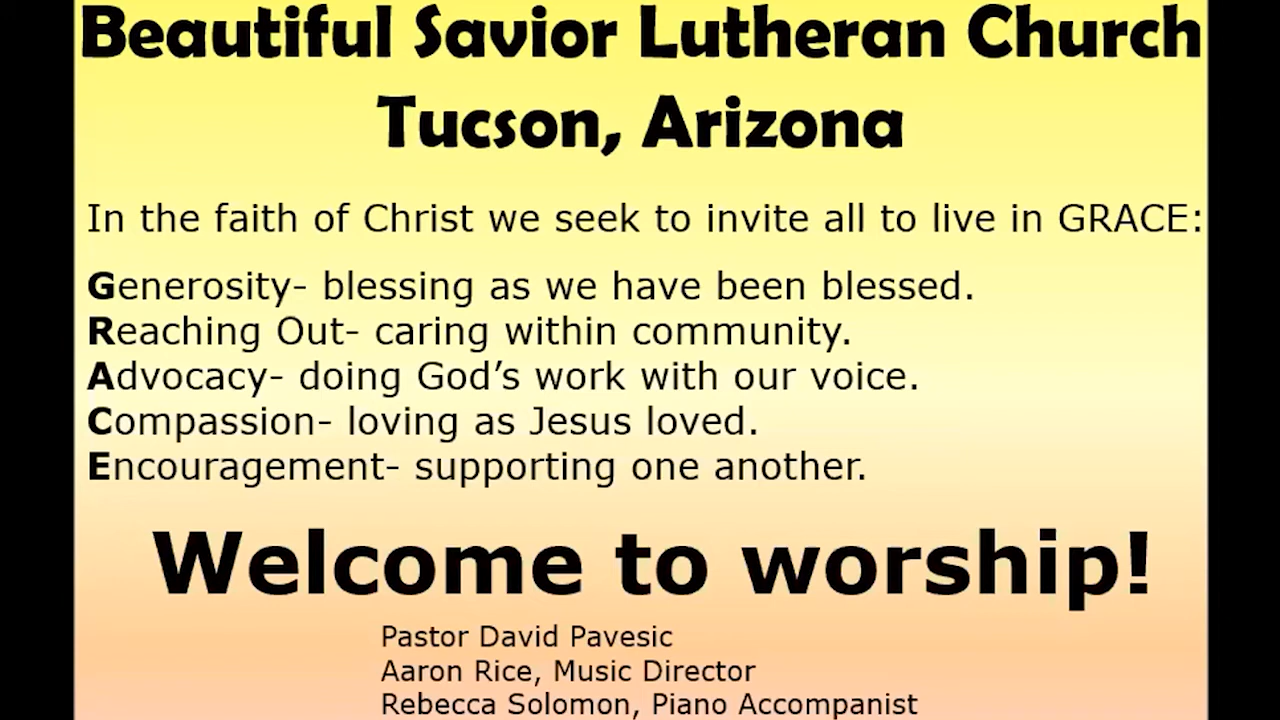 Beautiful Savior Lutheran Church
Tucson, Arizona
In the faith of Christ we seek to invite all to live in GRACE:
Generosity- blessing as we have been blessed.
Reaching Out- caring within community.
Advocacy- doing God’s work with our voice.
Compassion- loving as Jesus loved.
Encouragement- supporting one another.
Welcome to worship!
Pastor David Pavesic
Aaron Rice, Music Director
Rebecca Solomon, Piano Accompanist